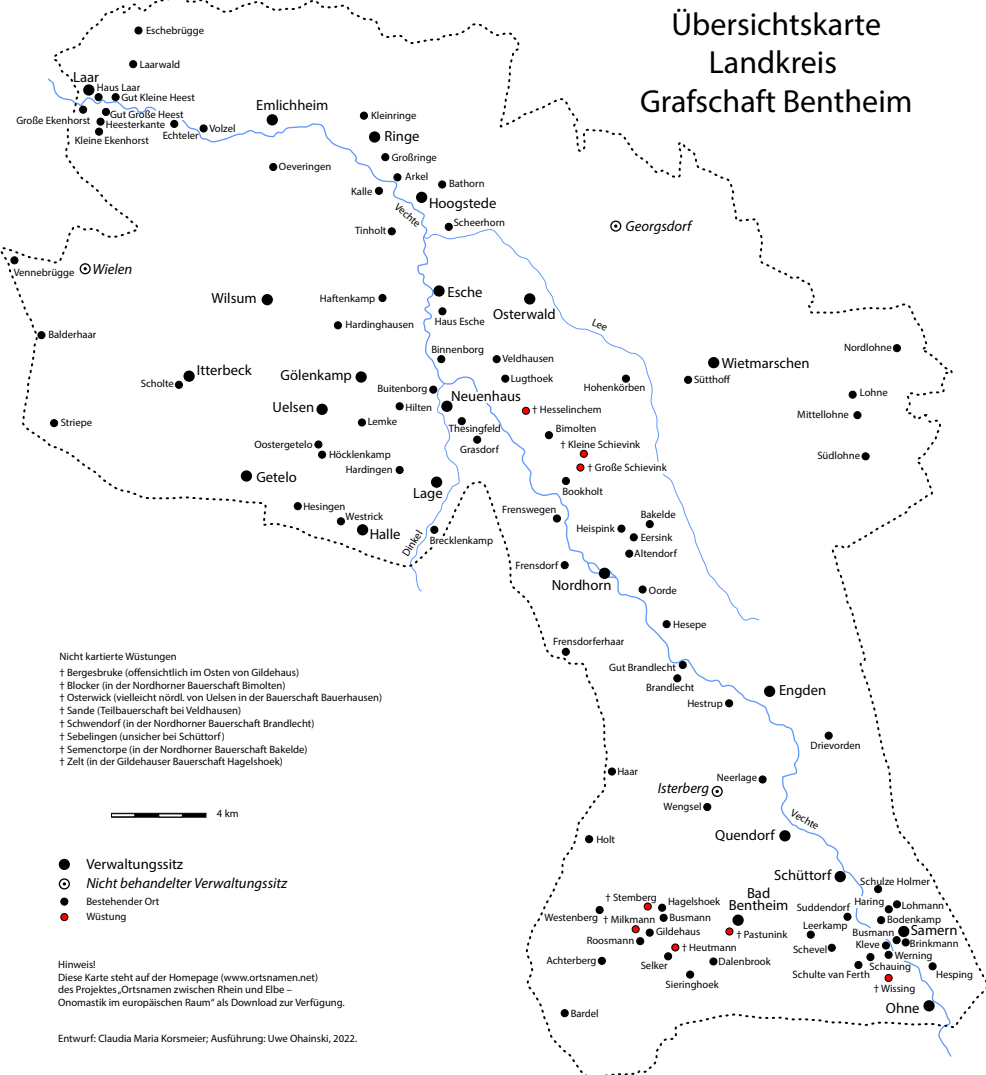 Übersichtskarte
Landkreis
Grafschaft Bentheim
Eschebrügge
Laarwald
Laar
Haus Laar
Gut Kleine Heest
Große Ekenhorst
Gut Große Heest
Heesterkante
Kleine Ekenhorst
Echteler
Volzel
Emlichheim
Kleinringe
Ringe
Großringe
Oeveringen
Arkel
Kalle
Bathorn
Hoogstede
Vechte
Scheerhorn
Tinholt
Georgsdorf
Vennebrügge
Wielen
Wilsum
Haftenkamp
Esche
Haus Esche
Osterwald
Lee
Hardinghausen
Balderhaar
Binnenborg
Veldhausen
Nordlohne
Wietmarschen
Itterbeck
Scholte
Gölenkamp
Lugthoek
Hohenkörben
Sütthoff
Buitenborg
Neuenhaus
Lohne
Uelsen
Hilten
† Hesselinchem
Mittellohne
Striepe
Lemke
Thesingfeld
Bimolten
Grasdorf
† Kleine Schievink
Oostergetelo
Höcklenkamp
Südlohne
Hardingen
† Große Schievink
Getelo
Lage
Bookholt
Hesingen
Westrick
Frenswegen
Bakelde
Halle
Heispink
Eersink
Dinkel
Brecklenkamp
Altendorf
Frensdorf
Nordhorn
Oorde
Hesepe
Frensdorferhaar
Nicht kartierte Wüstungen
† Bergesbruke (offensichtlich im Osten von Gildehaus)
† Blocker (in der Nordhorner Bauerschaft Bimolten)
† Osterwick (vielleicht nördl. von Uelsen in der Bauerschaft Bauerhausen)
† Sande (Teilbauerschaft bei Veldhausen)
† Schwendorf (in der Nordhorner Bauerschaft Brandlecht)
† Sebelingen (unsicher bei Schüttorf)
† Sementorpe (in der Nordhorner Bauerschaft Bakelde)
† Zelt (in der Gildehauser Bauerschaft Hagelshoek)
Gut Brandlecht
Brandlecht
Engden
Hestrup
Drievorden
Haar
Neerlage
Isterberg
Wengsel
4 km
Vechte
Quendorf
Holt
Verwaltungssitz
Nicht behandelter Verwaltungssitz
Bestehender Ort
Wüstung
Schüttorf
Schulze Holmer
† Stemberg
Hagelshoek
Bad
Bentheim
Suddendorf
Haring
Lohmann
Westenberg
† Milkmann
Busmann
Bodenkamp
Leerkamp
Busmann
Samern
Roosmann
Gildehaus
† Pastunink
Schevel
Kleve
Brinkmann
† Heutmann
Werning
Achterberg
Selker
Dalenbrook
Schauing
Schulte van Ferth
Hesping
Sieringhoek
† Wissing
Bardel
Ohne
Hinweis!
Diese Karte steht auf der Homepage (www.ortsnamen.net)
des Projektes „Ortsnamen zwischen Rhein und Elbe –
Onomastik im europäischen Raum“ als Download zur Verfügung.
Entwurf: Claudia Maria Korsmeier; Ausführung: Uwe Ohainski, 2022.